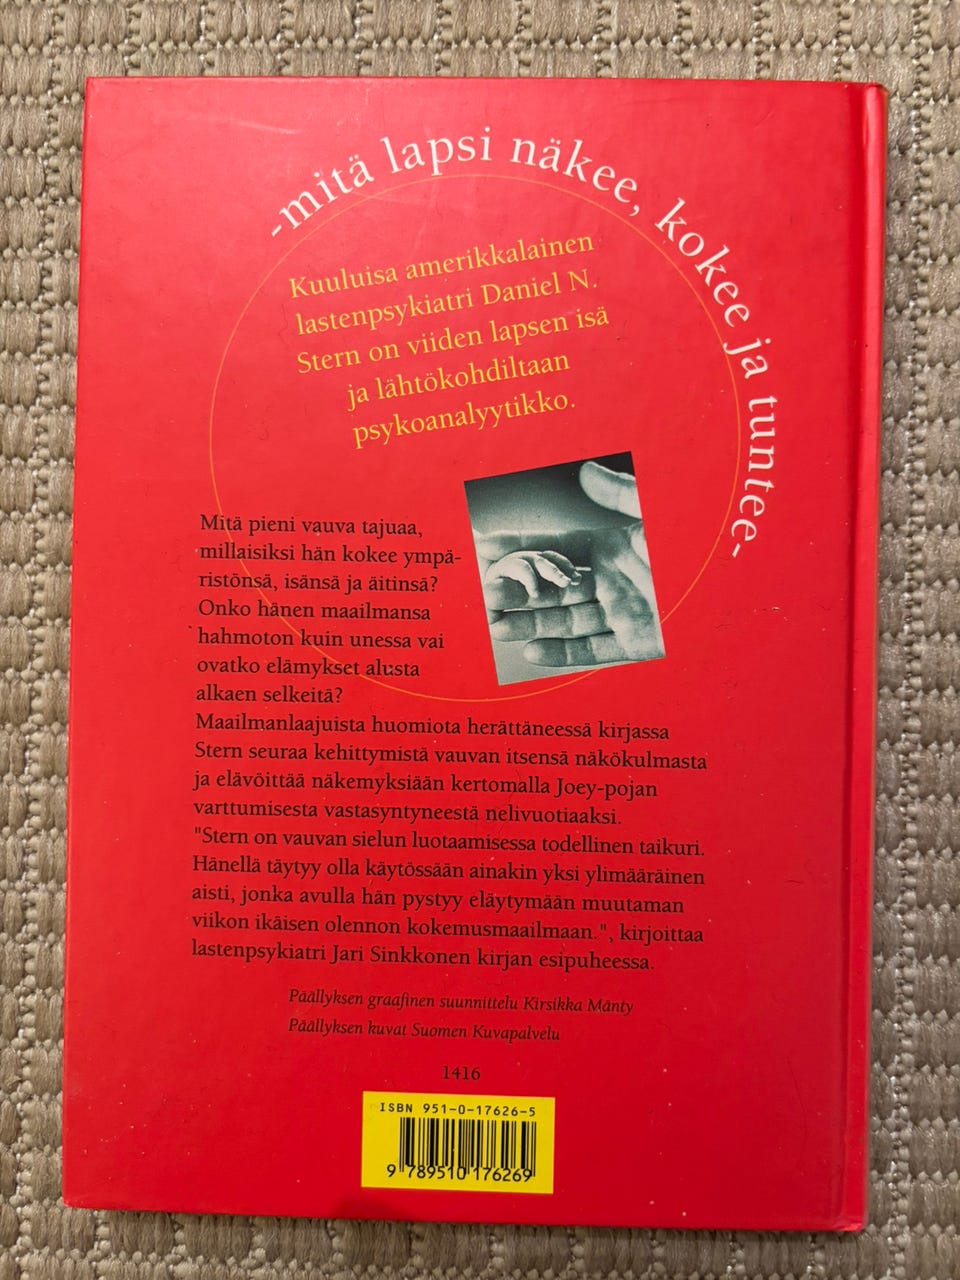 -mitä lapsi näkee, kokee ja tuntee-
Kuuluisa amerikkalainen
lastenpsykiatri Daniel N.
Stern on viiden lapsen isä
ja lähtökohdiltaan
psykoanalyytikko.
Mitä pieni vauva tajuaa,
millaisiksi hän kokee ympä-
ristönsä, isänsä ja äitinsä?
Onko hänen maailmansa
hahmoton kuin unessa vai
ovatko elämykset alusta
alkaen selkeitä?
Maailmanlaajuista huomiota herättäneessä kirjassa
Stern seuraa kehittymistä vauvan itsensä näkökulmasta
ja elävöittää näkemyksiään kertomalla Joey-pojan
varttumisesta vastasyntyneestä nelivuotiaaksi.
"Stern on vauvan sielun luotaamisessa todellinen taikuri.
Hänellä täytyy olla käytössään ainakin yksi ylimääräinen
aisti, jonka avulla hän pystyy eläytymään muutaman
viikon ikäisen olennon kokemusmaailmaan.", kirjoittaa
lastenpsykiatri Jari Sinkkonen kirjan esipuheessa.
Päällyksen graafinen suunnittelu Kirsikka Mänty
Päällyksen kuvat Suomen Kuvapalvelu
1416
ISBN 951-0-17626-5
9 789510 176269